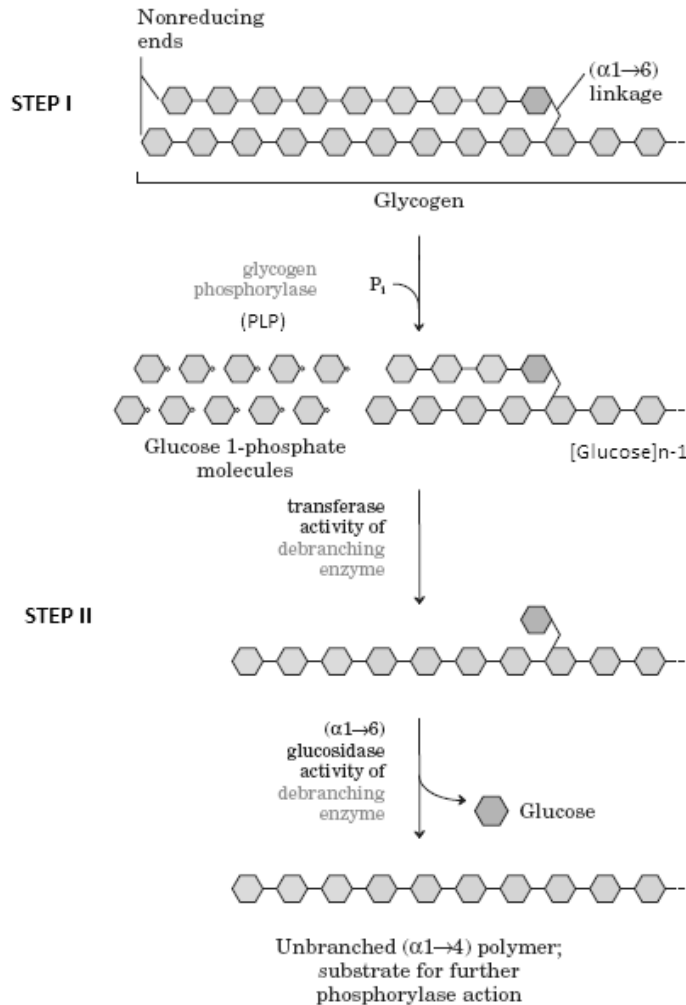 Nonreducing
ends
STEP I
(α1→6)
linkage
Glycogen
glycogen
phosphorylase
(PLP)
Pi
Glucose 1-phosphate
molecules
[Glucose]n-1
transferase
activity of
debranching
enzyme
STEP II
(α1→6)
glucosidase
activity of
debranching
enzyme
Glucose
Unbranched (α1→4) polymer;
substrate for further
phosphorylase action